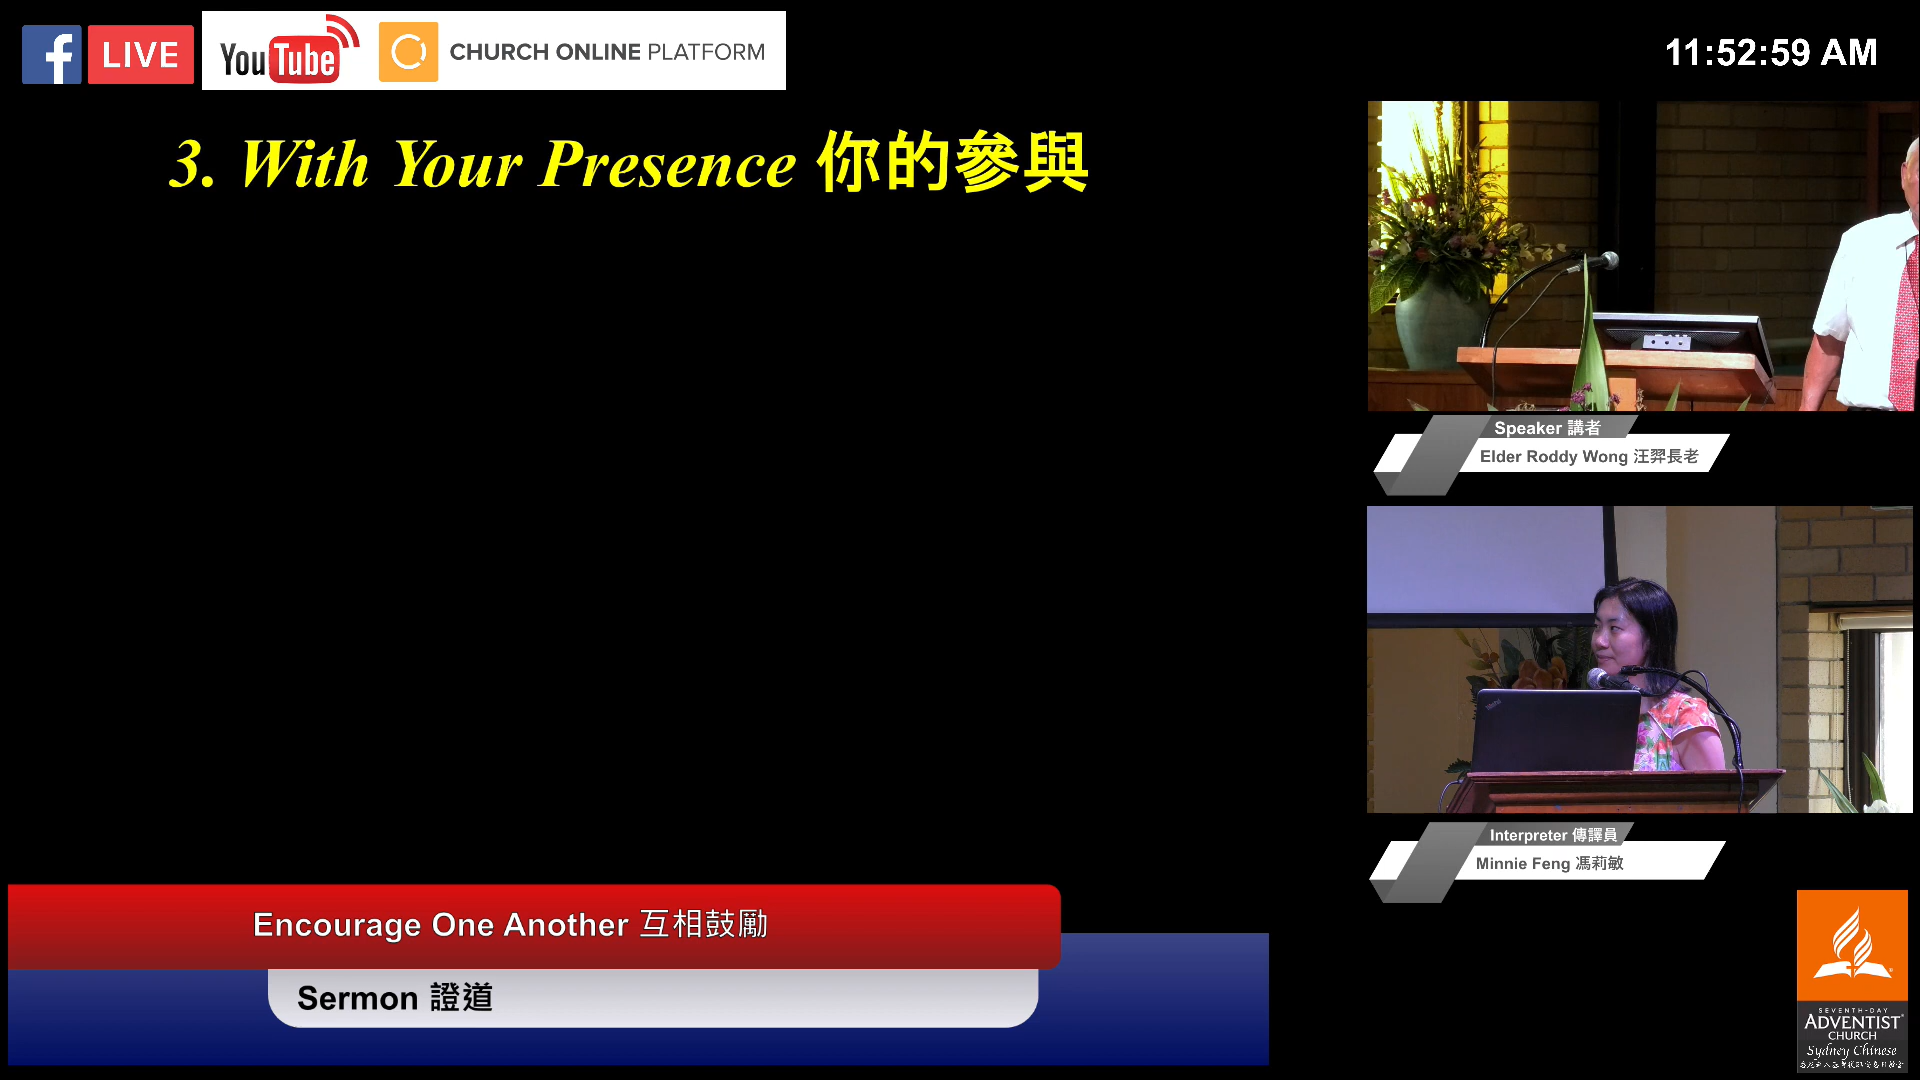 f LIVE
YouTube
CHURCH ONLINE PLATFORM
11:52:59 AM
3. With Your Presence 你的參與
Speaker 講者
Elder Roddy Wong 汪羿長老
Interpreter 傳譯員
Minnie Feng 馮莉敏
Encourage One Another 互相鼓勵
Sermon 證道
SEVENTH-DAY
ADVENTIST
CHURCH
Sydney Chinese